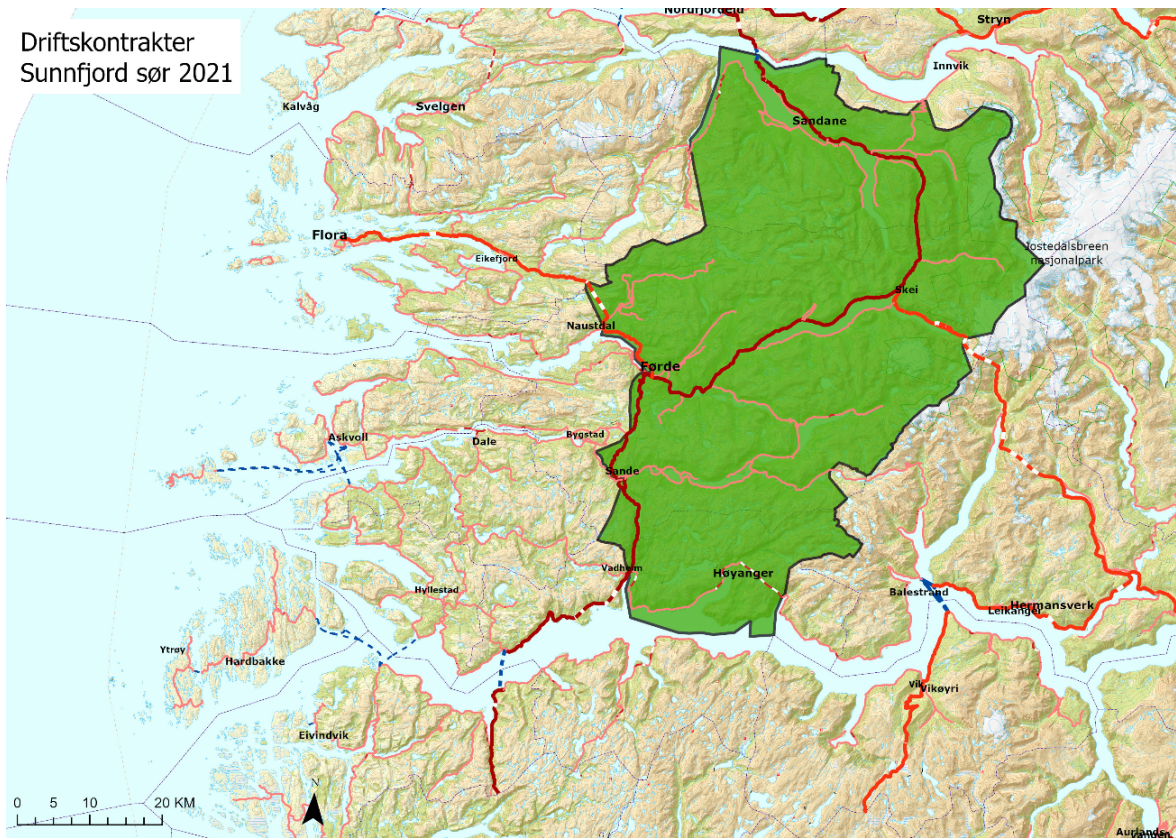 Driftskontrakter
Sunnfjord sør 2021
Nordfjordeid
Stryn
Innvik
Kalvåg
Svelgen
Sandane
Flora
Eikefjord
Jostedalsbreen
nasjonalpark
Skei
Naustdal
Førde
Askvoll
Dale
Bygstad
Sande
Vadheim
Høyanger
Hyllestad
Balestrand
Leikanger
Hermansverk
Ytrøy
Hardbakke
Vik
Vikøyri
Eivindvik
N
0 5 10 20 KM